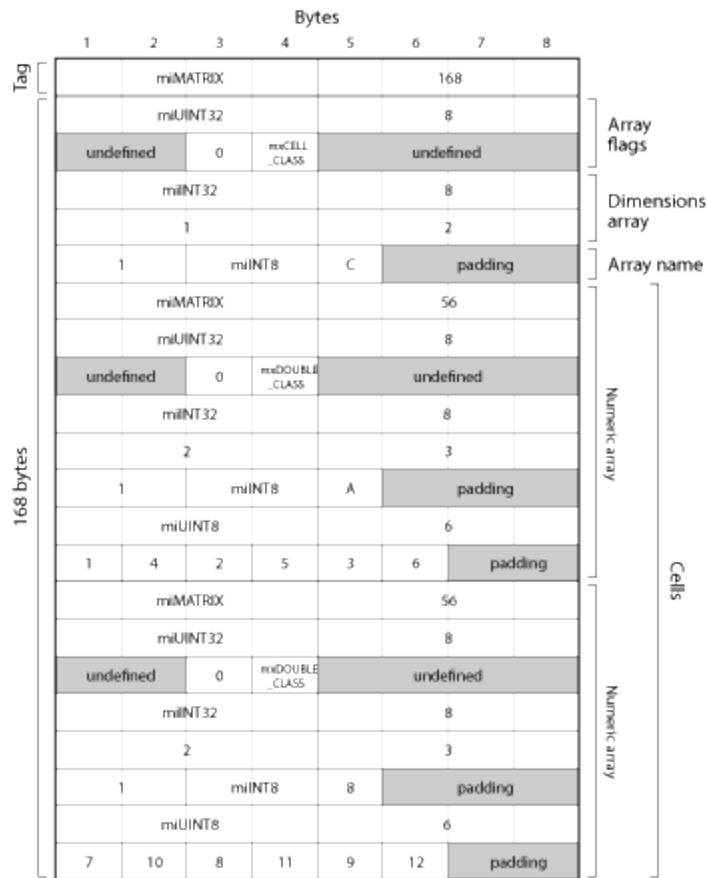 Bytes
1 2 3 4 5 6 7 8
Tag
miMATRIX 168
miUINT32 8
Array flags
undefined 0 mxCELL_CLASS undefined
miINT32 8
Dimensions array
1 2
1 miINT8 C padding
Array name
miMATRIX 56
miUINT32 8
undefined 0 mxDOUBLE_CLASS undefined
miINT32 8
2 3
1 miINT8 A padding
miUINT8 6
1 4 2 5 3 6 padding
Numeric array
168 bytes
Cells
miMATRIX 56
miUINT32 8
undefined 0 mxDOUBLE_CLASS undefined
miINT32 8
2 3
1 miINT8 8 padding
miUINT8 6
7 10 8 11 9 12 padding
Numeric array